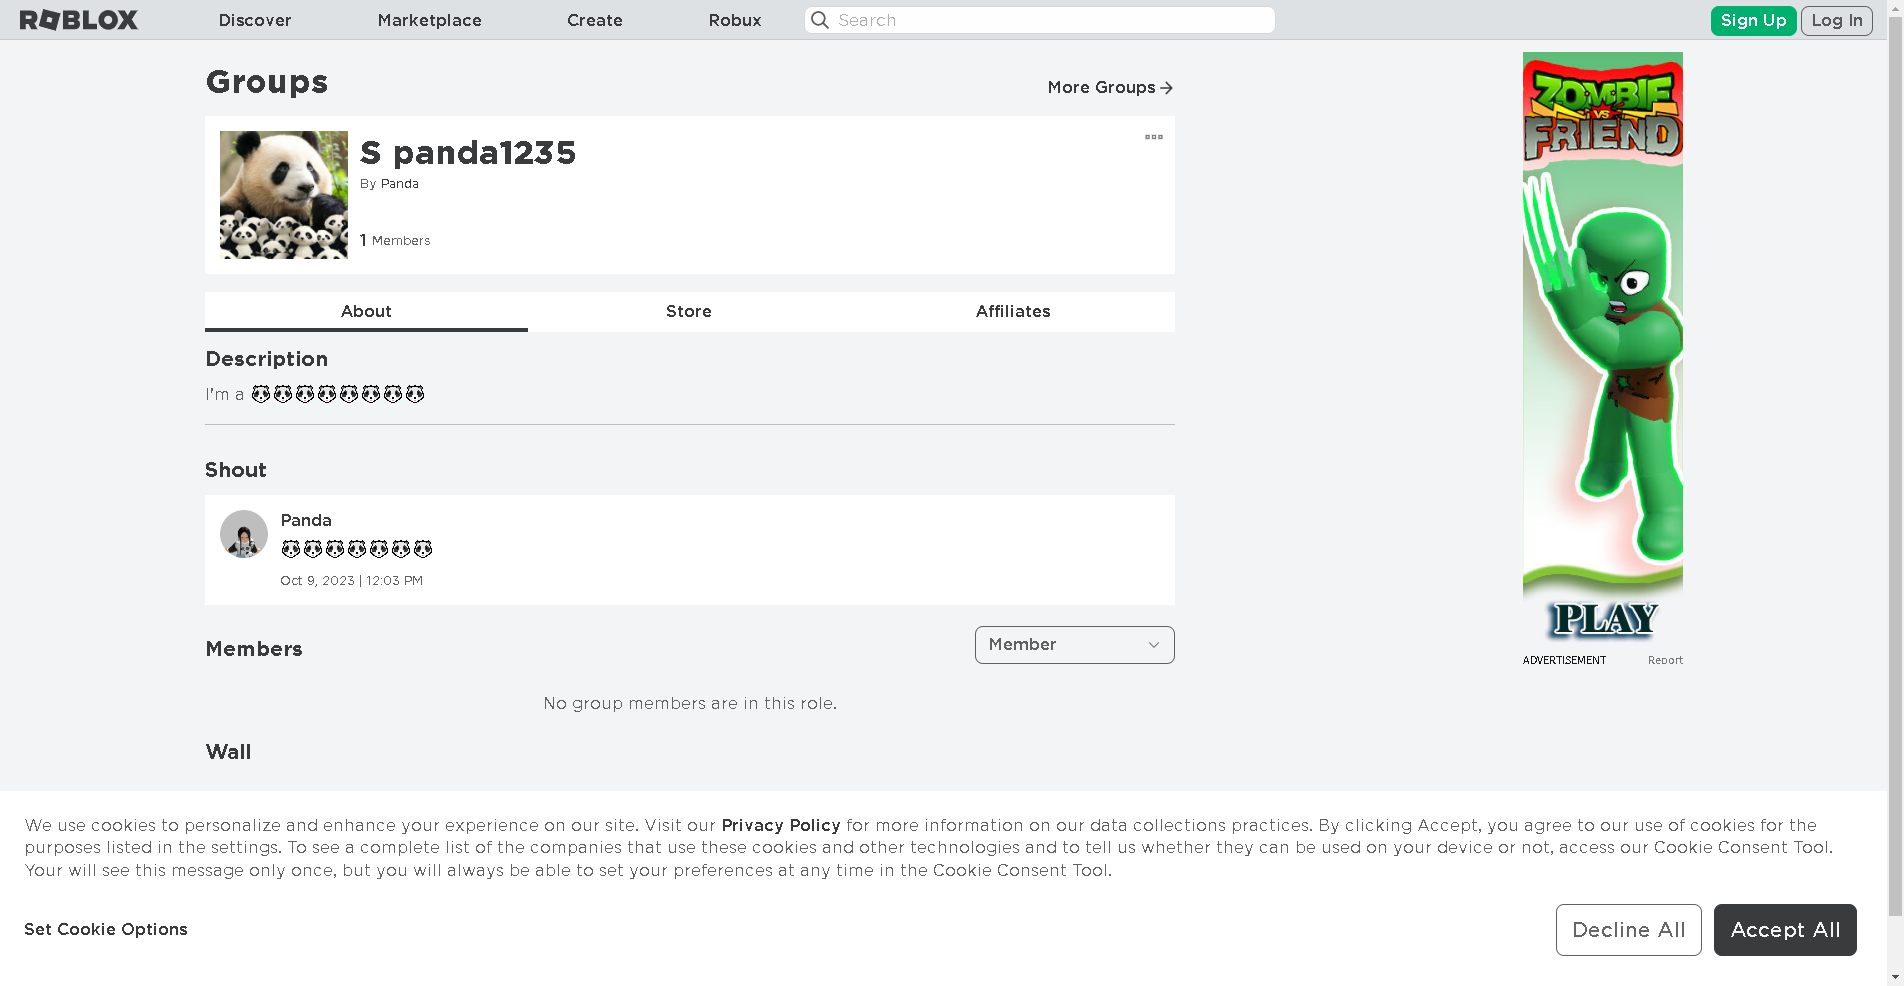 ROBLOX
Discover
Marketplace
Create
Robux
Search
Sign Up
Log In
Groups
More Groups
S panda1235
By Panda
1 Members
About
Store
Affiliates
Description
I'm a 🐼🐼🐼🐼🐼🐼🐼🐼
Shout
Panda
🐼🐼🐼🐼🐼🐼🐼
Oct 9, 2023 | 12:03 PM
Members
Member
No group members are in this role.
Wall
ZOMBIE
VS
FRIEND
PLAY
ADVERTISEMENT
Report
We use cookies to personalize and enhance your experience on our site. Visit our Privacy Policy for more information on our data collections practices. By clicking Accept, you agree to our use of cookies for the
purposes listed in the settings. To see a complete list of the companies that use these cookies and other technologies and to tell us whether they can be used on your device or not, access our Cookie Consent Tool.
Your will see this message only once, but you will always be able to set your preferences at any time in the Cookie Consent Tool.
Set Cookie Options
Decline All
Accept All